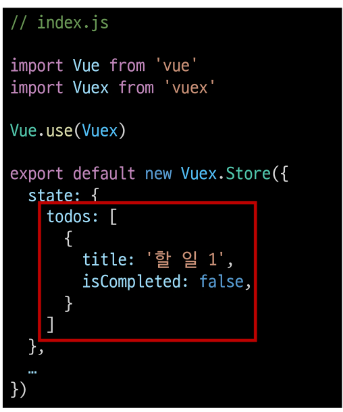 // index.js
import Vue from 'vue'
import Vuex from 'vuex'
Vue.use(Vuex)
export default new Vuex.Store({
  state: {
    todos: [
      {
        title: '할 일 1',
        isCompleted: false,
      }
    ]
  },
  …
})